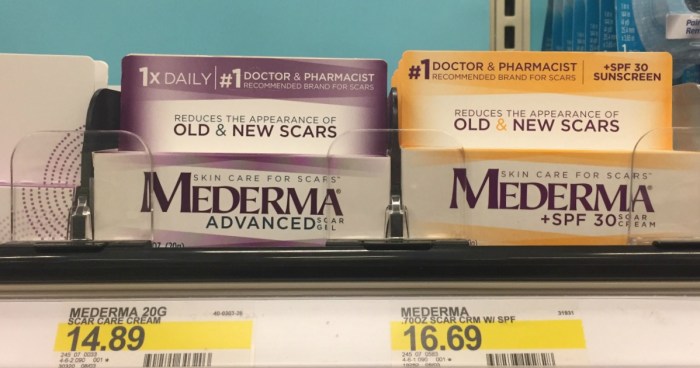 1X DAILY
#1 DOCTOR & PHARMACIST
RECOMMENDED BRAND FOR SCARS
REDUCES THE APPEARANCE OF
OLD & NEW SCARS
SKIN CARE FOR SCARS™
MEDERMA®
ADVANCED SCAR
GEL
#1 DOCTOR & PHARMACIST
RECOMMENDED BRAND FOR SCARS
+SPF 30
SUNSCREEN
REDUCES THE APPEARANCE OF
OLD & NEW SCARS
SKIN CARE FOR SCARS™
MEDERMA®
+SPF 30 SCAR
CREAM
MEDERMA 20G
SCAR CARE CREAM
14.89
MEDERMA
.70OZ SCAR CRM W/ SPF
16.69